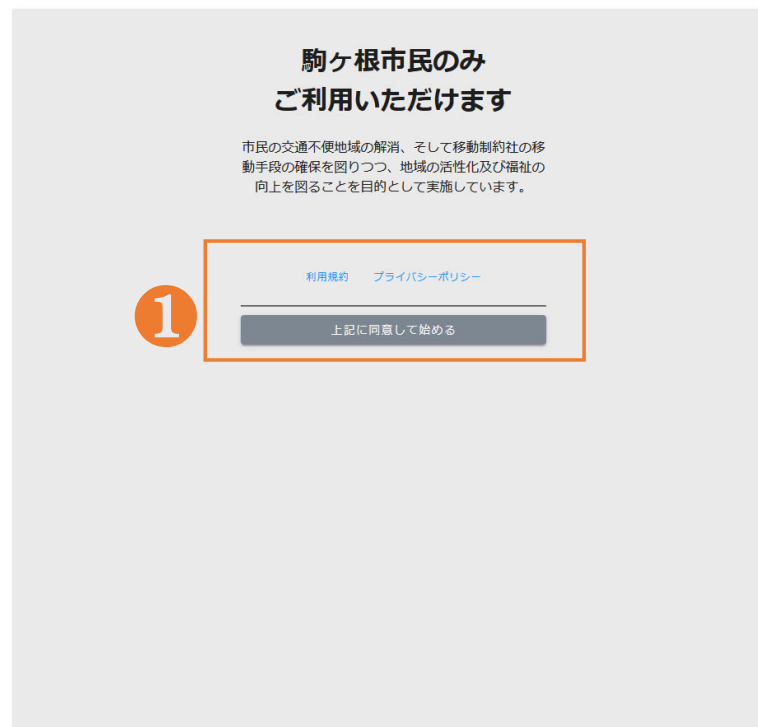 駒ヶ根市民のみ
ご利用いただけます
市民の交通不便地域の解消、そして移動制約社の移
動手段の確保を図りつつ、地域の活性化及び福祉の
向上を図ることを目的として実施しています。
利用規約 プライバシーポリシー
1
上記に同意して始める